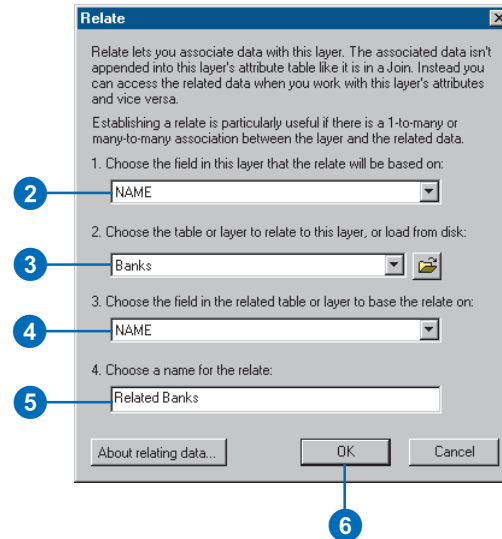 Relate
Relate lets you associate data with this layer. The associated data isn't
appended into this layer's attribute table like it is in a Join. Instead you
can access the related data when you work with this layer's attributes
and vice versa.
Establishing a relate is particularly useful if there is a 1-to-many or
many-to-many association between the layer and the related data.
1. Choose the field in this layer that the relate will be based on:
2 NAME
2. Choose the table or layer to relate to this layer, or load from disk:
3 Banks
3. Choose the field in the related table or layer to base the relate on:
4 NAME
4. Choose a name for the relate:
5 Related Banks
About relating data... OK Cancel
6